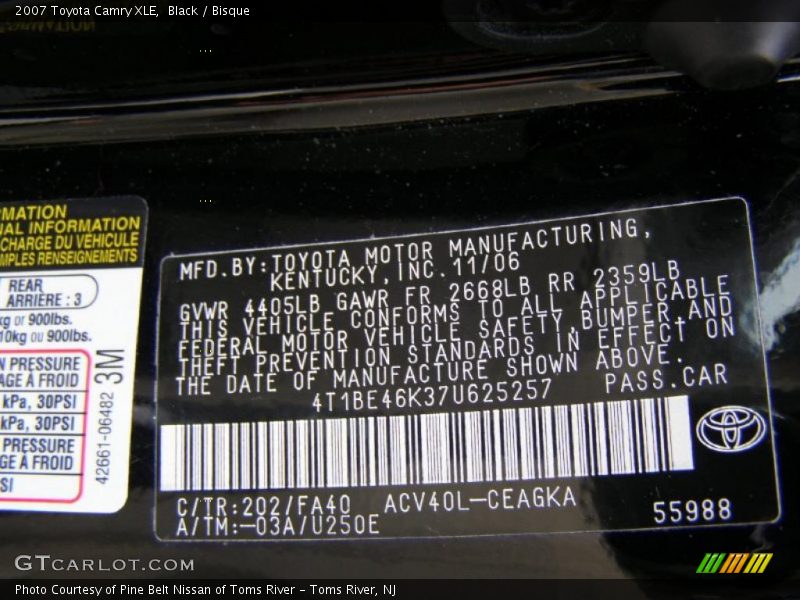 2007 Toyota Camry XLE,  Black / Bisque
MATION
AL INFORMATION
CHARGE DU VÉHICULE
MPLES RENSEIGNEMENTS
REAR
ARRIÈRE : 3
kg or 900lbs.
10kg ou 900lbs.
N PRESSURE
AGE À FROID
kPa, 30PSI
kPa, 30PSI
PRESSURE
GE À FROID
SI
42661-06482 3M
MFD.BY:TOYOTA MOTOR MANUFACTURING,
KENTUCKY,INC.11/06
GVWR 4405LB GAWR FR 2668LB RR 2359LB
THIS VEHICLE CONFORMS TO ALL APPLICABLE
FEDERAL MOTOR VEHICLE SAFETY,BUMPER,AND
THEFT PREVENTION STANDARDS IN EFFECT ON
THE DATE OF MANUFACTURE SHOWN ABOVE.
4T1BE46K37U625257 PASS.CAR
C/TR:202/FA40 ACV40L-CEAGKA
A/TM:-03A/U250E 55988
GTCARLOT.COM
Photo Courtesy of Pine Belt Nissan of Toms River – Toms River, NJ